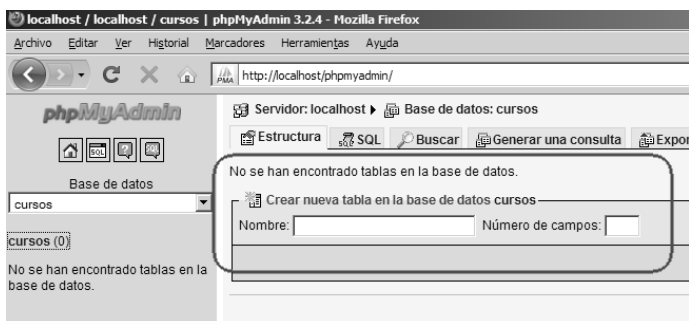 localhost / localhost / cursos | phpMyAdmin 3.2.4 - Mozilla Firefox
Archivo Editar Ver Historial Marcadores Herramientas Ayuda
PMA http://localhost/phpmyadmin/
phpMyAdmin
SQL
Base de datos
cursos
cursos (0)
No se han encontrado tablas en la
base de datos.
Servidor: localhost Base de datos: cursos
Estructura SQL Buscar Generar una consulta Expor
No se han encontrado tablas en la base de datos.
Crear nueva tabla en la base de datos cursos
Nombre: Número de campos: